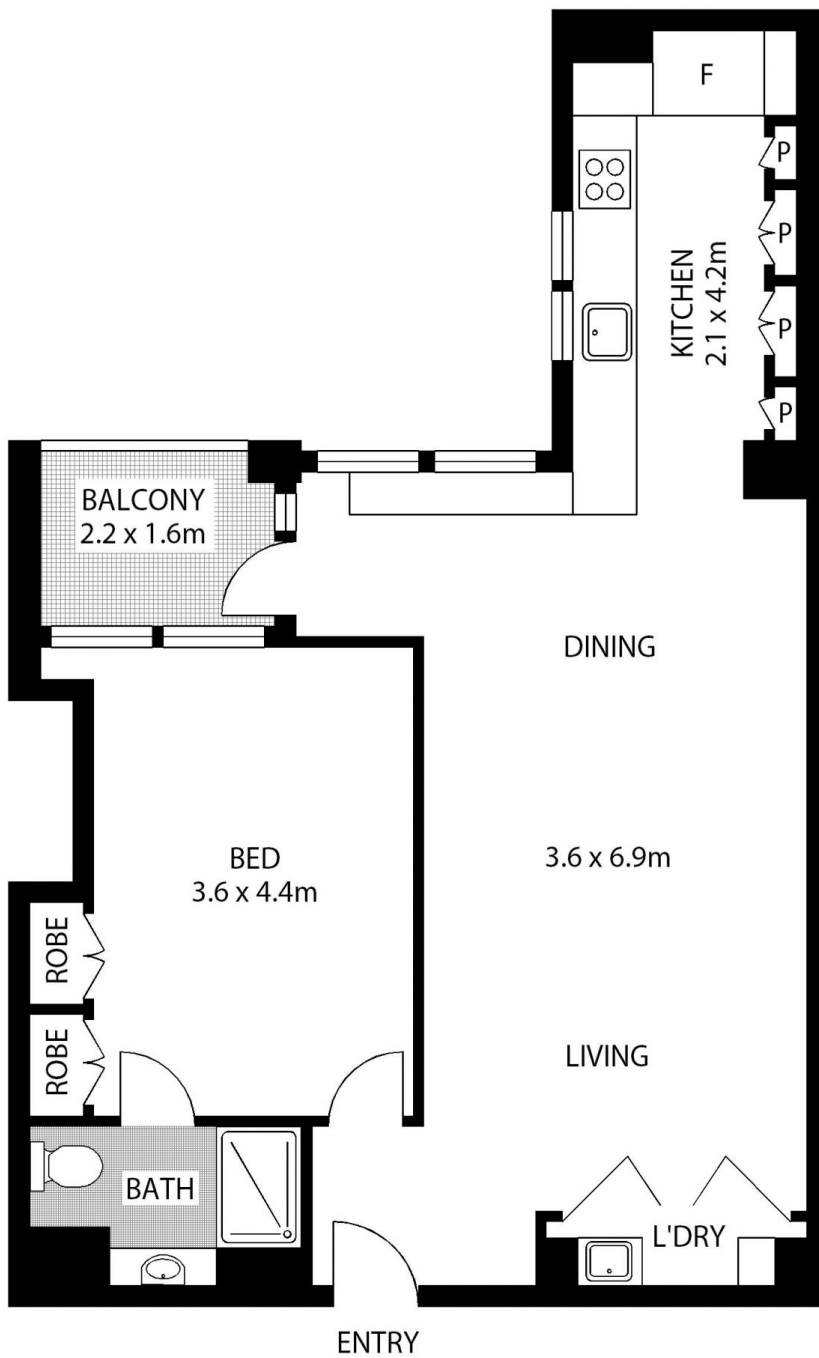 F
P
P
P
P
KITCHEN
2.1 x 4.2m
BALCONY
2.2 x 1.6m
DINING
BED
3.6 x 4.4m
3.6 x 6.9m
ROBE
ROBE
LIVING
BATH
L'DRY
ENTRY